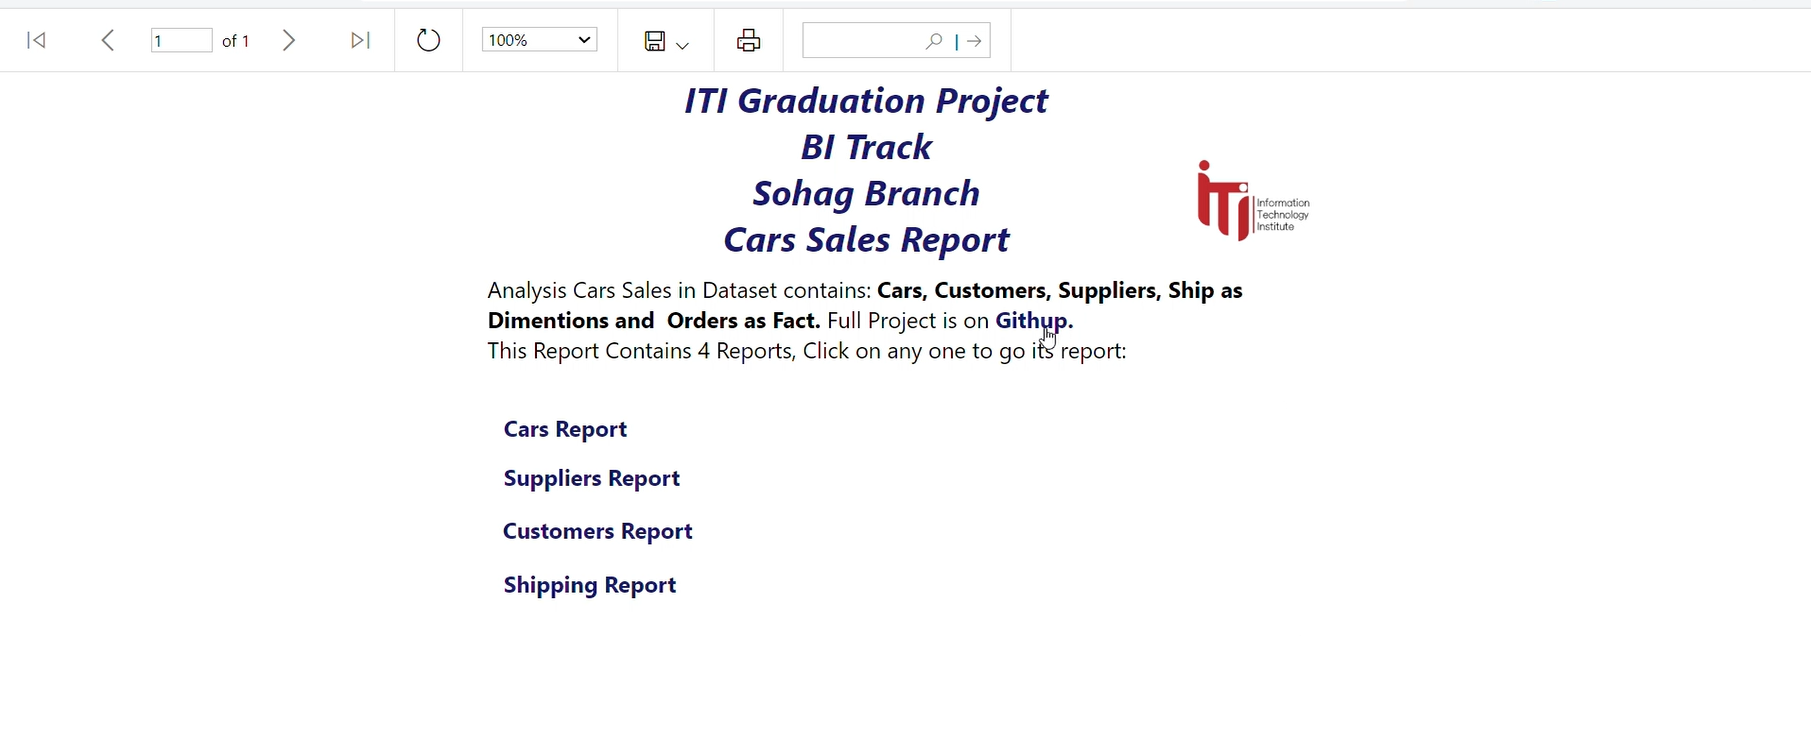 1 of 1 100%
ITI Graduation Project
BI Track
Sohag Branch
Cars Sales Report
iTi Information
Technology
Institute
Analysis Cars Sales in Dataset contains: Cars, Customers, Suppliers, Ship as
Dimentions and Orders as Fact. Full Project is on Githup.
This Report Contains 4 Reports, Click on any one to go it's report:
Cars Report
Suppliers Report
Customers Report
Shipping Report